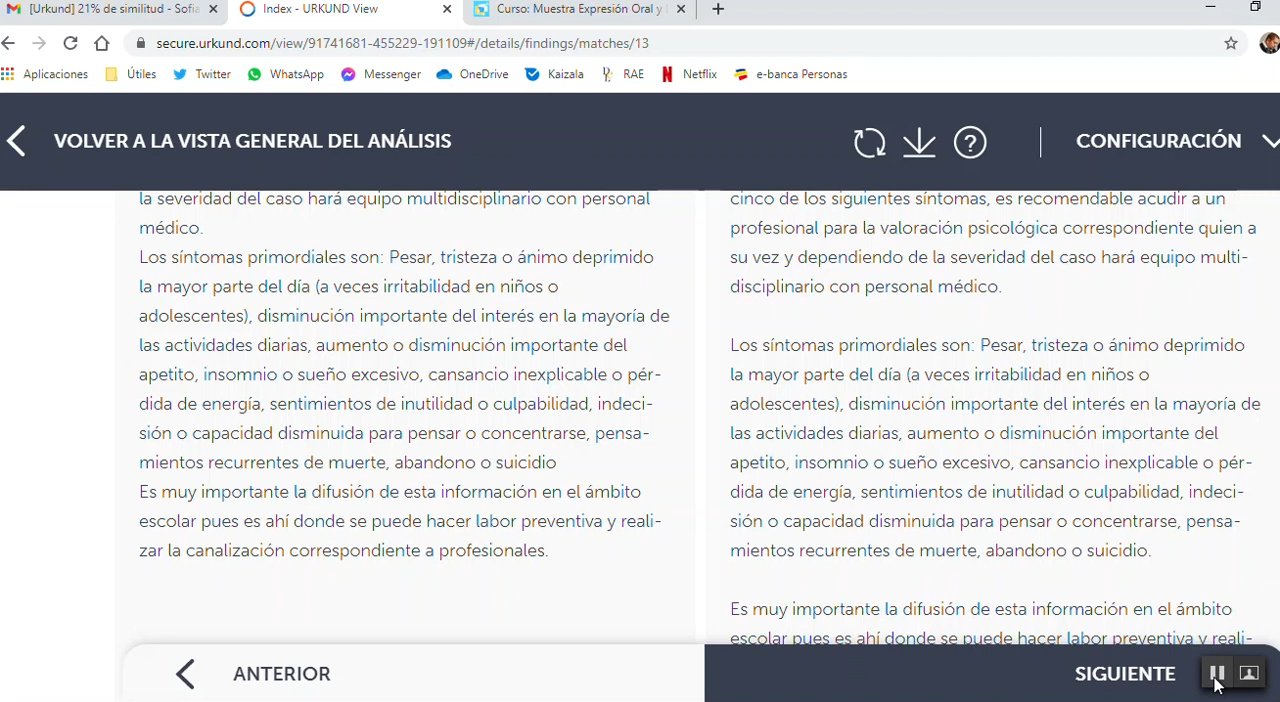 [Urkund] 21% de similitud - Sofia
Index - URKUND View
Curso: Muestra Expresión Oral y
secure.urkund.com/view/91741681-455229-191109#/details/findings/matches/13
Aplicaciones
Útiles
Twitter
WhatsApp
Messenger
OneDrive
Kaizala
RAE
Netflix
e-banca Personas
VOLVER A LA VISTA GENERAL DEL ANÁLISIS
CONFIGURACIÓN
la severidad del caso hará equipo multidisciplinario con personal
médico.
Los síntomas primordiales son: Pesar, tristeza o ánimo deprimido
la mayor parte del día (a veces irritabilidad en niños o
adolescentes), disminución importante del interés en la mayoría de
las actividades diarias, aumento o disminución importante del
apetito, insomnio o sueño excesivo, cansancio inexplicable o pér-
dida de energía, sentimientos de inutilidad o culpabilidad, indeci-
sión o capacidad disminuida para pensar o concentrarse, pensa-
mientos recurrentes de muerte, abandono o suicidio
Es muy importante la difusión de esta información en el ámbito
escolar pues es ahí donde se puede hacer labor preventiva y reali-
zar la canalización correspondiente a profesionales.
cinco de los siguientes síntomas, es recomendable acudir a un
profesional para la valoración psicológica correspondiente quien a
su vez y dependiendo de la severidad del caso hará equipo multi-
disciplinario con personal médico.
Los síntomas primordiales son: Pesar, tristeza o ánimo deprimido
la mayor parte del día (a veces irritabilidad en niños o
adolescentes), disminución importante del interés en la mayoría de
las actividades diarias, aumento o disminución importante del
apetito, insomnio o sueño excesivo, cansancio inexplicable o pér-
dida de energía, sentimientos de inutilidad o culpabilidad, indeci-
sión o capacidad disminuida para pensar o concentrarse, pensa-
mientos recurrentes de muerte, abandono o suicidio.
Es muy importante la difusión de esta información en el ámbito
escolar pues es ahí donde se puede hacer labor preventiva y reali-
ANTERIOR
SIGUIENTE